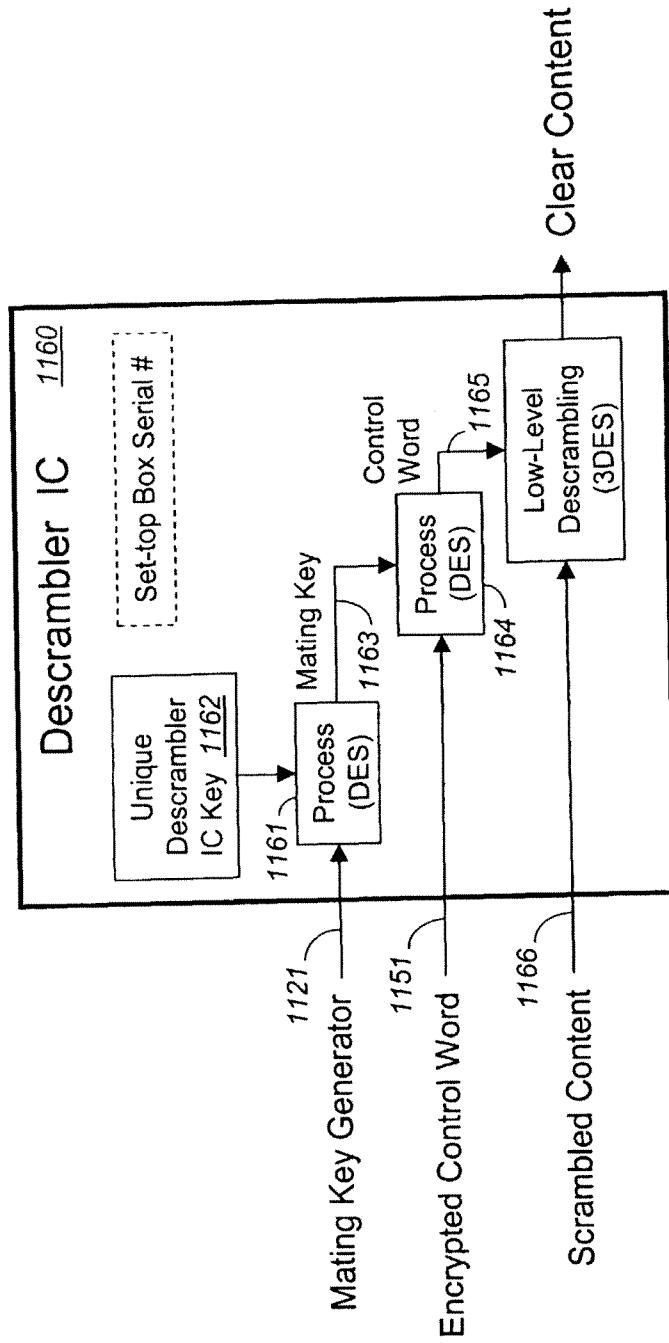 Descrambler IC 1160
Unique
Descrambler
IC Key 1162
Set-top Box Serial #
1161
Process
(DES)
Mating Key
1163
Control
Word
Process
(DES)
1164
1165
Low-Level
Descrambling
(3DES)
Clear Content
1121
Mating Key Generator
1151
Encrypted Control Word
1166
Scrambled Content